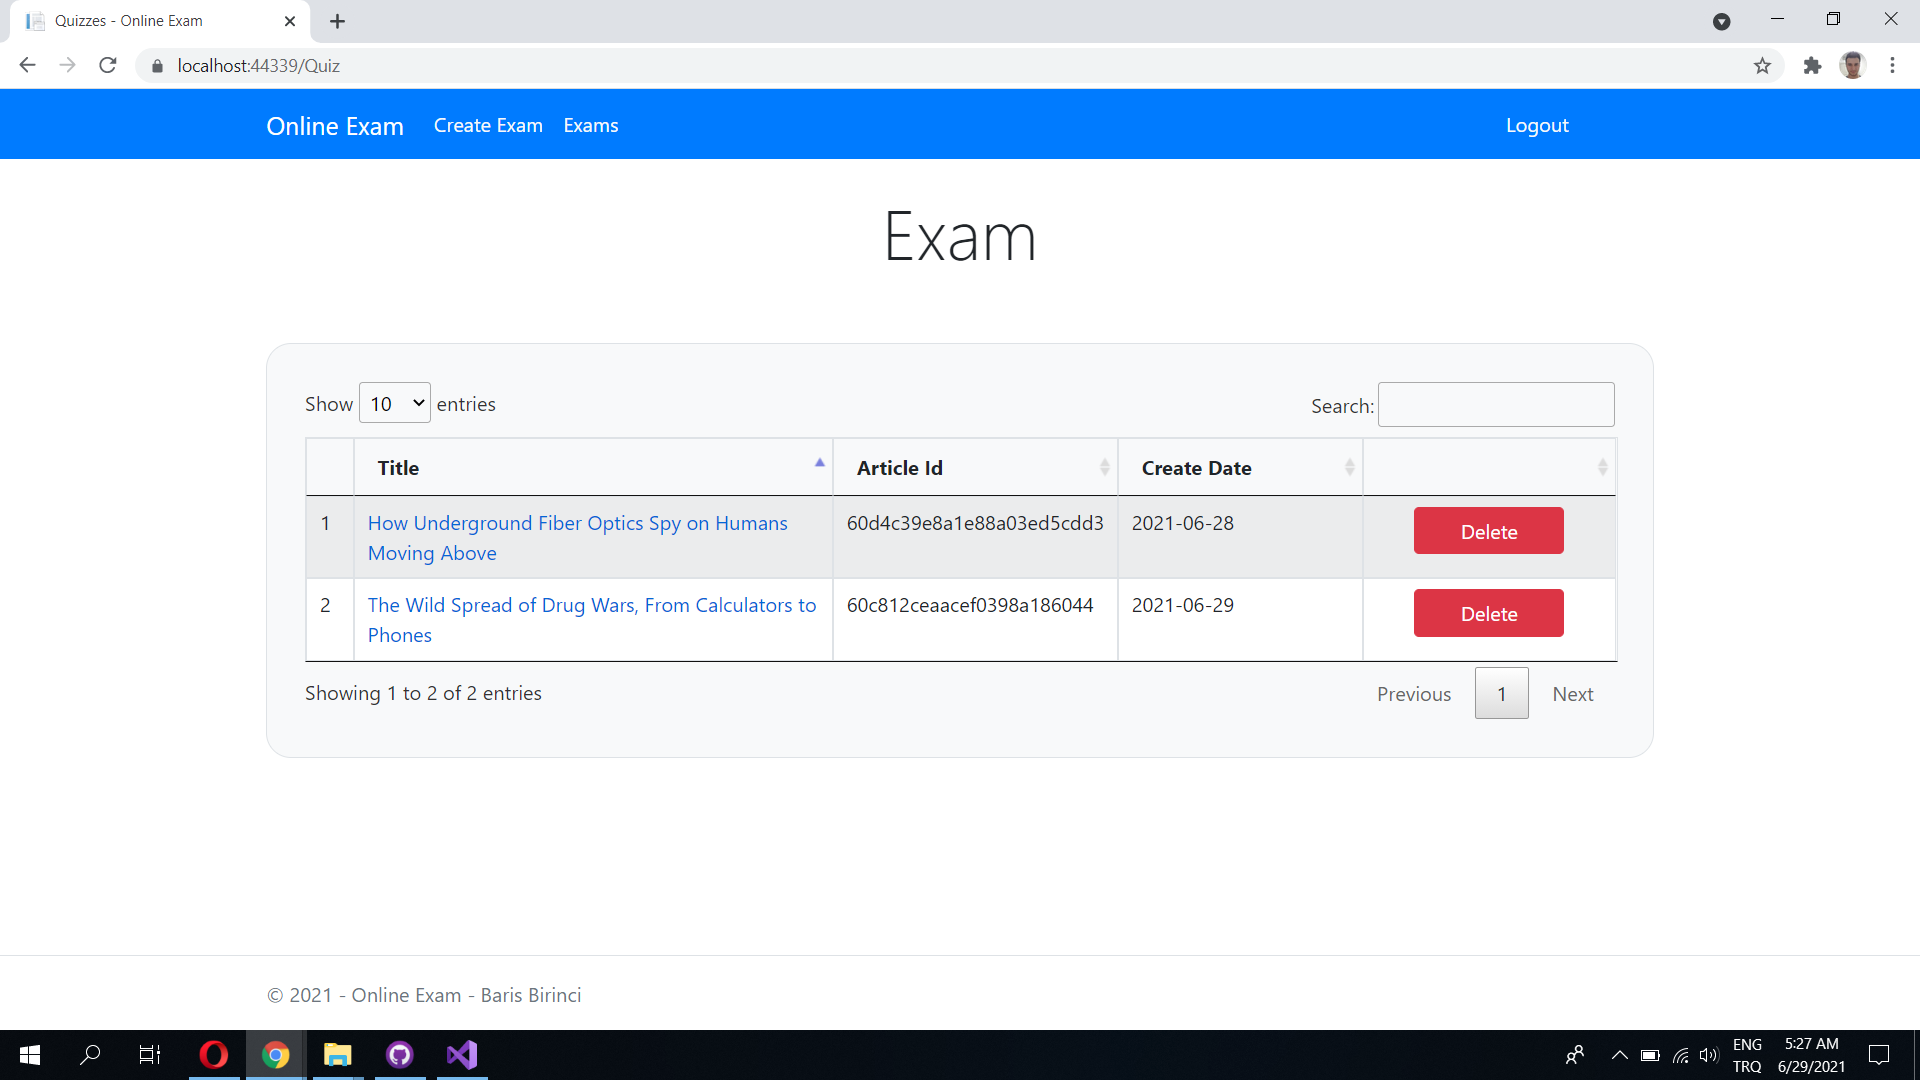 Quizzes - Online Exam
localhost:44339/Quiz
Online Exam Create Exam Exams Logout
Exam
Show 10 entries Search:
Title Article Id Create Date
1 How Underground Fiber Optics Spy on Humans 60d4c39e8a1e88a03ed5cdd3 2021-06-28 Delete
Moving Above
2 The Wild Spread of Drug Wars, From Calculators to 60c812ceaacef0398a186044 2021-06-29 Delete
Phones
Showing 1 to 2 of 2 entries Previous 1 Next
© 2021 - Online Exam - Baris Birinci
ENG 5:27 AM
TRQ 6/29/2021